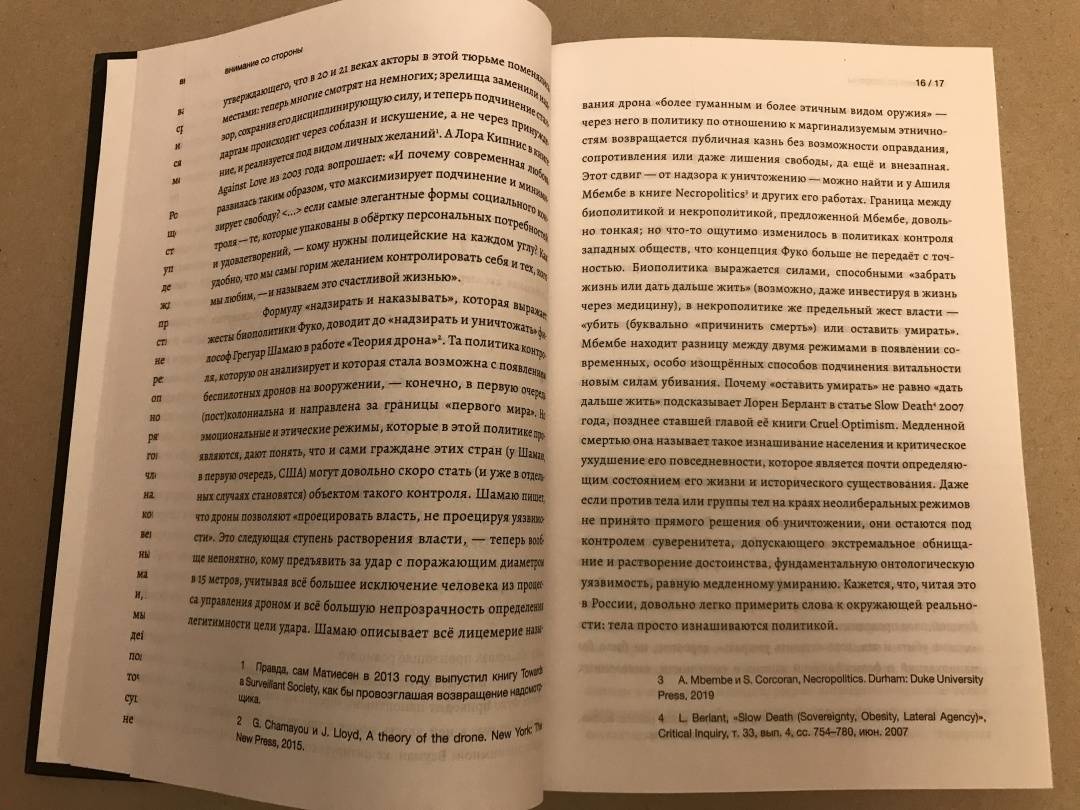 внимание со стороны
утверждающего, что в 20 и 21 веках акторы в этой тюрьме поменялись
местами: теперь многие смотрят на немногих; зрелища заменили над-
зор, сохранив его дисциплинирующую силу, и теперь подчинение стан-
дартам происходит через соблазн и искушение, а не через принужде-
ние, и реализуется под видом личных желаний¹. А Лора Кипнис в книге
Against Love из 2003 года вопрошает: «И почему современная любовь
развилась таким образом, что максимизирует подчинение и миними-
зирует свободу? <...> если самые элегантные формы социального кон-
троля — те, которые упакованы в обёртку персональных потребностей
и удовлетворений, — кому нужны полицейские на каждом углу? Как
удобно, что мы сами горим желанием контролировать себя и тех, кого
мы любим, — и называем это счастливой жизнью».
Формулу «надзирать и наказывать», которая выражает
жесты биополитики Фуко, доводит до «надзирать и уничтожать» фи-
лософ Грегуар Шамаю в работе «Теория дрона»². Та политика контро-
ля, которую он анализирует и которая стала возможна с появлением
беспилотных дронов на вооружении, — конечно, в первую очередь
(пост)колониальна и направлена за границы «первого мира». Но
эмоциональные и этические режимы, которые в этой политике про-
являются, дают понять, что и сами граждане этих стран (у Шамаю,
в первую очередь, США) могут довольно скоро стать (и уже в отдель-
ных случаях становятся) объектом такого контроля. Шамаю пишет,
что дроны позволяют «проецировать власть, не проецируя уязвимо-
сти». Это следующая ступень растворения власти, — теперь вооб-
ще непонятно, кому предъявить за удар с поражающим диаметром
в 15 метров, учитывая всё большее исключение человека из процес-
са управления дроном и всё большую непрозрачность определения
легитимности цели удара. Шамаю описывает всё лицемерие назы-
1 Правда, сам Матиесен в 2013 году выпустил книгу Towards
a Surveillant Society, как бы провозглашая возвращение надсмотр-
щика.
2 G. Chamayou и J. Lloyd, A theory of the drone. New York: The
New Press, 2015.
16 / 17
вания дрона «более гуманным и более этичным видом оружия» —
через него в политику по отношению к маргинализуемым этнично-
стям возвращается публичная казнь без возможности оправдания,
сопротивления или даже лишения свободы, да ещё и внезапная.
Этот сдвиг — от надзора к уничтожению — можно найти и у Ашиля
Мбембе в книге Necropolitics³ и других его работах. Граница между
биополитикой и некрополитикой, предложенной Мбембе, доволь-
но тонкая; но что-то ощутимо изменилось в политиках контроля
западных обществ, что концепция Фуко больше не передаёт с точ-
ностью. Биополитика выражается силами, способными «забрать
жизнь или дать дальше жить» (возможно, даже инвестируя в жизнь
через медицину), в некрополитике же предельный жест власти —
«убить (буквально «причинить смерть») или оставить умирать».
Мбембе находит разницу между двумя режимами в появлении со-
временных, особо изощрённых способов подчинения витальности
новым силам убивания. Почему «оставить умирать» не равно «дать
дальше жить» подсказывает Лорен Берлант в статье Slow Death⁴ 2007
года, позднее ставшей главой её книги Cruel Optimism. Медленной
смертью она называет такое изнашивание населения и критическое
ухудшение его повседневности, которое является почти определяю-
щим состоянием его жизни и исторического существования. Даже
если против тела или группы тел на краях неолиберальных режимов
не принято прямого решения об уничтожении, они остаются под
контролем суверенитета, допускающего экстремальное обнища-
ние и растворение достоинства, фундаментальную онтологическую
уязвимость, равную медленному умиранию. Кажется, что, читая это
в России, довольно легко примерить слова к окружающей реально-
сти: тела просто изнашиваются политикой.
3 A. Mbembe и S. Corcoran, Necropolitics. Durham: Duke University
Press, 2019
4 L. Berlant, «Slow Death (Sovereignty, Obesity, Lateral Agency)»,
Critical Inquiry, т. 33, вып. 4, сс. 754–780, июн. 2007